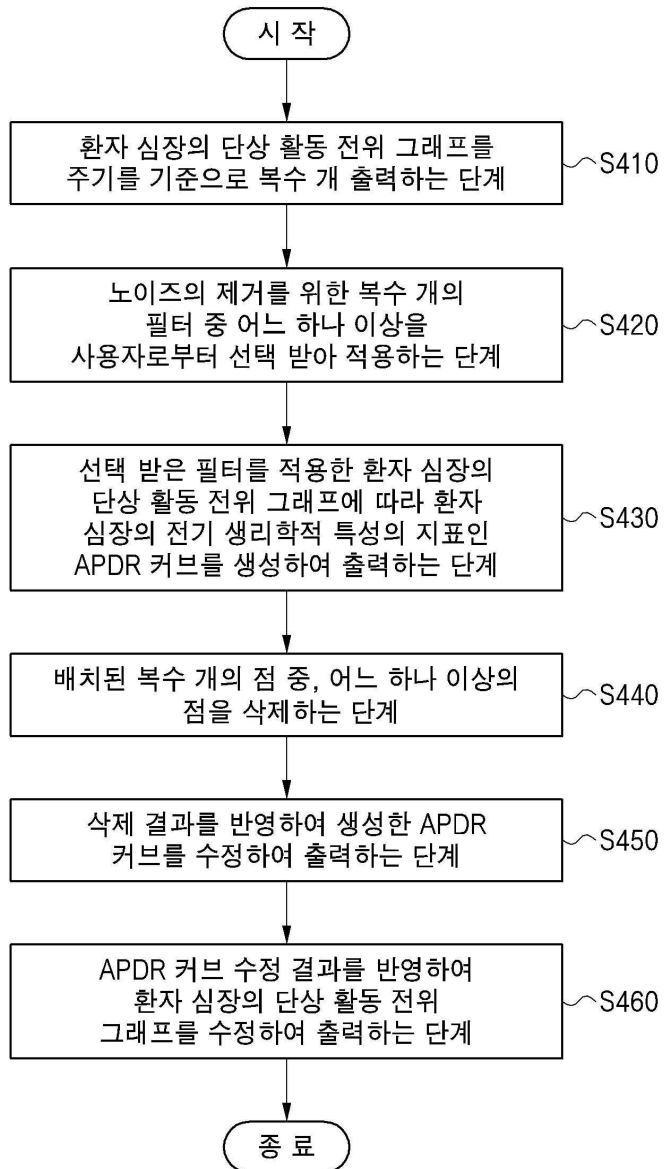 시 작
환자 심장의 단상 활동 전위 그래프를
주기를 기준으로 복수 개 출력하는 단계
S410
노이즈의 제거를 위한 복수 개의
필터 중 어느 하나 이상을
사용자로부터 선택 받아 적용하는 단계
S420
선택 받은 필터를 적용한 환자 심장의
단상 활동 전위 그래프에 따라 환자
심장의 전기 생리학적 특성의 지표인
APDR 커브를 생성하여 출력하는 단계
S430
배치된 복수 개의 점 중, 어느 하나 이상의
점을 삭제하는 단계
S440
삭제 결과를 반영하여 생성한 APDR
커브를 수정하여 출력하는 단계
S450
APDR 커브 수정 결과를 반영하여
환자 심장의 단상 활동 전위
그래프를 수정하여 출력하는 단계
S460
종 료